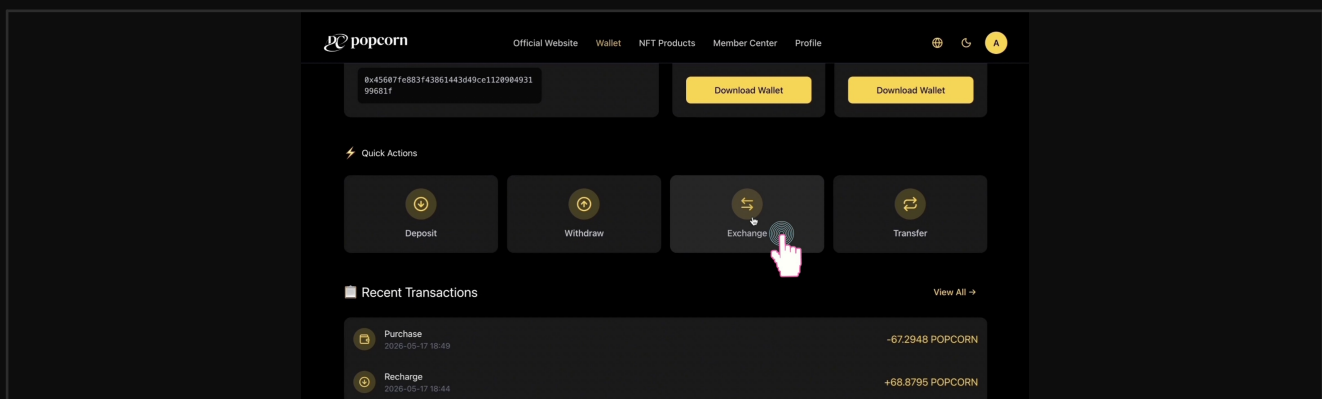 PC popcorn
Official Website Wallet NFT Products Member Center Profile A
0x45607fe883f43861443d49ce1120904931
99681f
Download Wallet Download Wallet
Quick Actions
Deposit Withdraw Exchange Transfer
Recent Transactions View All →
Purchase
2026-05-17 18:49
-67.2948 POPCORN
Recharge
2026-05-17 18:44
+68.8795 POPCORN